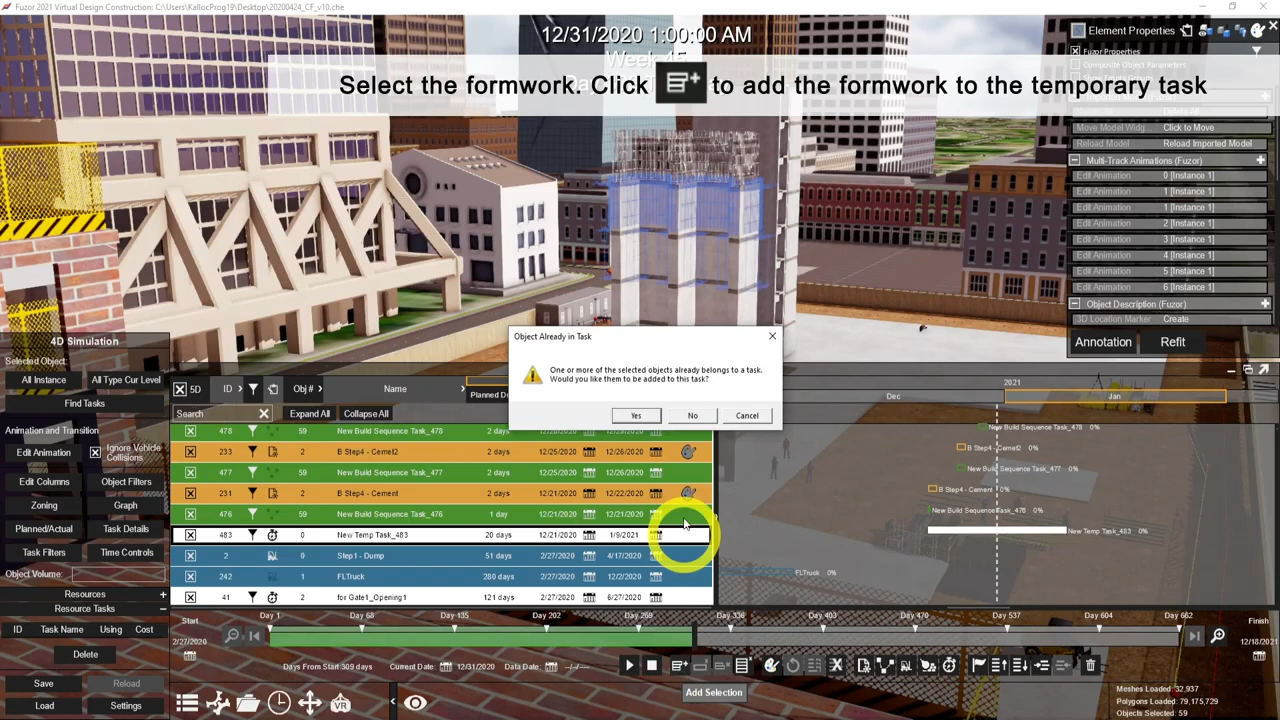 Fuzor 2021 Virtual Design Construction: C:\Users\KallocProg19\Desktop\20200424_CF_v10.che
12/31/2020 1:00:00 AM
Select the formwork. Click to add the formwork to the temporary task
Element Properties
Fuzor Properties
Composite Object Parameters
Move Model Widg Click to Move
Reload Model Reload Imported Model
Multi-Track Animations (Fuzor)
Edit Animation 0 [Instance 1]
Edit Animation 1 [Instance 1]
Edit Animation 1 [Instance 1]
Edit Animation 2 [Instance 1]
Edit Animation 3 [Instance 1]
Edit Animation 4 [Instance 1]
Edit Animation 5 [Instance 1]
Edit Animation 6 [Instance 1]
Object Description (Fuzor)
3D Location Marker Create
Annotation Refit
Object Already in Task
One or more of the selected objects already belongs to a task.
Would you like them to be added to this task?
Yes No Cancel
4D Simulation
Selected Object:
All Instance All Type Cur Level
Find Tasks
Animation and Transition
Edit Animation Ignore Vehicle Collisions
Edit Columns Object Filters
Zoning Graph
Planned/Actual Task Details
Task Filters Time Controls
Object Volume:
Resources
Resource Tasks
ID Task Name Using Cost
Delete
Save Reload
Load Settings
5D ID Obj # Name
Search Expand All Collapse All
2021
Dec Jan
478 59 New Build Sequence Task_478 2 days 12/28/2020 12/29/2020
233 2 B Step4 - Cemet2 2 days 12/25/2020 12/26/2020
477 59 New Build Sequence Task_477 2 days 12/25/2020 12/26/2020
231 2 B Step4 - Cement 2 days 12/21/2020 12/22/2020
476 59 New Build Sequence Task_476 1 day 12/21/2020 12/21/2020
483 0 New Temp Task_483 20 days 12/21/2020 1/9/2021
2 0 Step1 - Dump 51 days 2/27/2020 4/17/2020
242 1 FLTruck 280 days 2/27/2020 12/2/2020
41 2 for Gate1_Opening1 121 days 2/27/2020 6/27/2020
New Build Sequence Task_478 0%
B Step4 - Cemet2 0%
New Build Sequence Task_477 0%
B Step4 - Cement 0%
New Build Sequence Task_476 0%
New Temp Task_483 0%
FLTruck 0%
Start Day 1 Day 68 Day 135 Day 202 Day 269 Day 336 Day 403 Day 470 Day 537 Day 604 Day 662 Finish
2/27/2020 12/18/2021
Days From Start 309 days Current Date: 12/31/2020 Data Date: --/--/--
Add Selection
VR
Meshes Loaded: 32,937
Polygons Loaded: 79,175,729
Objects Selected: 59